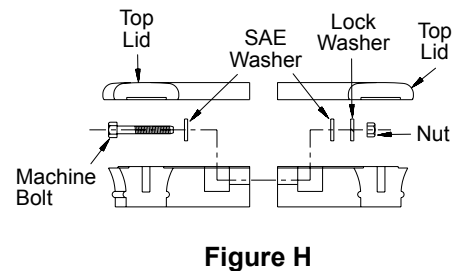 Top
Lid
SAE
Washer
Lock
Washer
Top
Lid
Machine
Bolt
Nut
Figure H